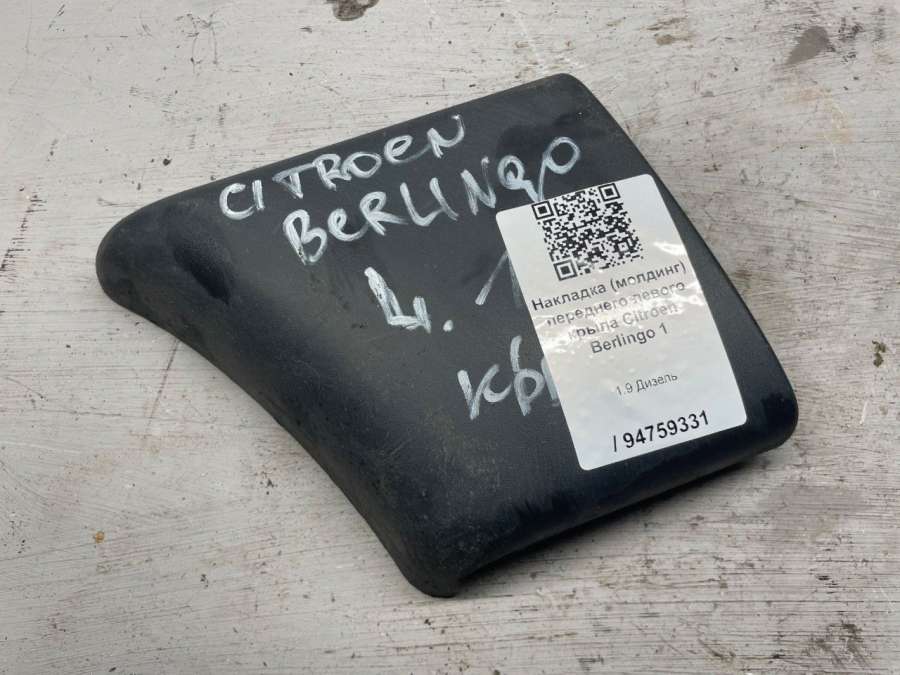 CITROEN
BERLINGO
Накладка (молдинг)
переднего левого
крыла Citroen
Berlingo 1
1.9 Дизель
/ 94759331